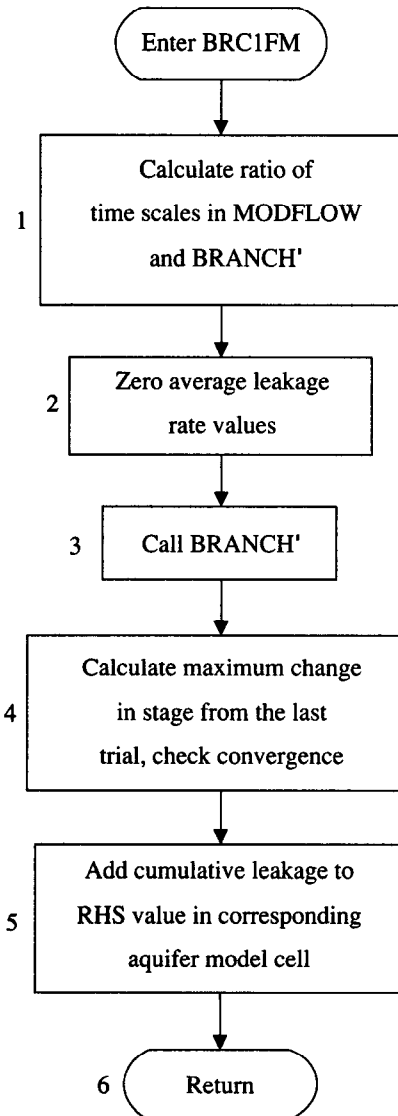 Enter BRC1FM
Calculate ratio of
1
time scales in MODFLOW
and BRANCH'
Zero average leakage
2
rate values
3
Call BRANCH'
Calculate maximum change
4
in stage from the last
trial, check convergence
Add cumulative leakage to
5
RHS value in corresponding
aquifer model cell
6
Return